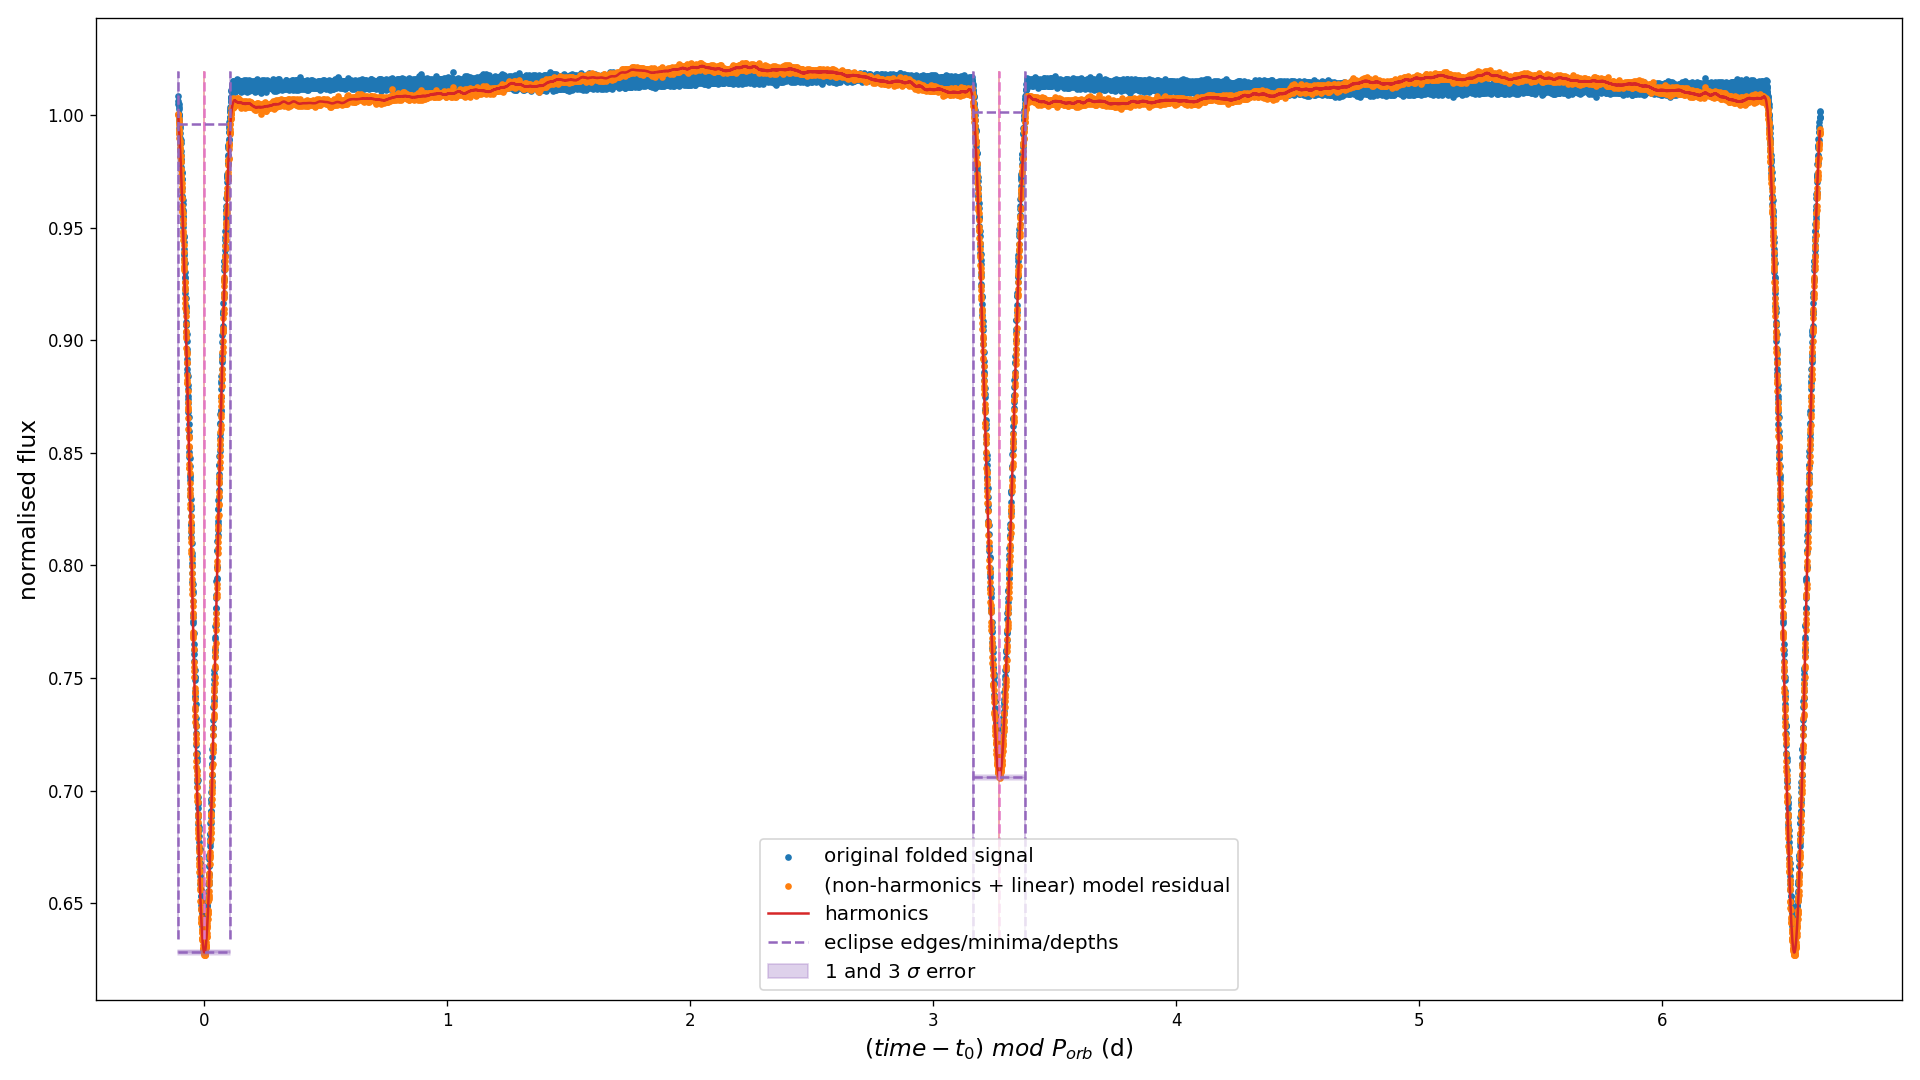 normalised flux
1.00
0.95
0.90
0.85
0.80
0.75
0.70
0.65
original folded signal
(non-harmonics + linear) model residual
harmonics
eclipse edges/minima/depths
1 and 3 σ error
0 1 2 3 4 5 6
(time − t₀) mod Pₒᵣb (d)